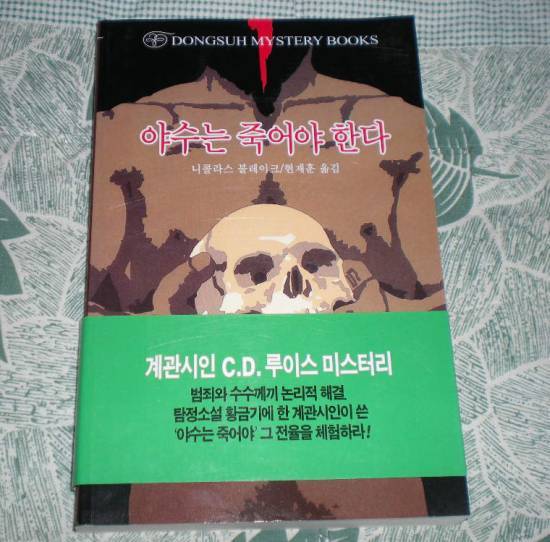 DONGSUH MYSTERY BOOKS
야수는 죽어야 한다
니콜라스 블레이크/현재훈 옮김
계관시인 C.D. 루이스 미스터리
범죄와 수수께끼 논리적 해결
탐정소설 황금기에 한 계관시인이 쓴
‘야수는 죽어야’ 그 전율을 체험하라!